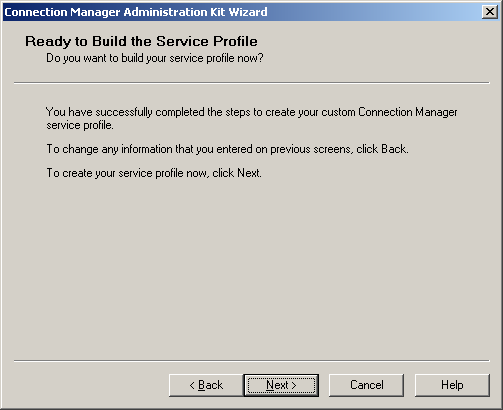 Connection Manager Administration Kit Wizard
Ready to Build the Service Profile
Do you want to build your service profile now?
You have successfully completed the steps to create your custom Connection Manager
service profile.
To change any information that you entered on previous screens, click Back.
To create your service profile now, click Next.
< Back Next > Cancel Help